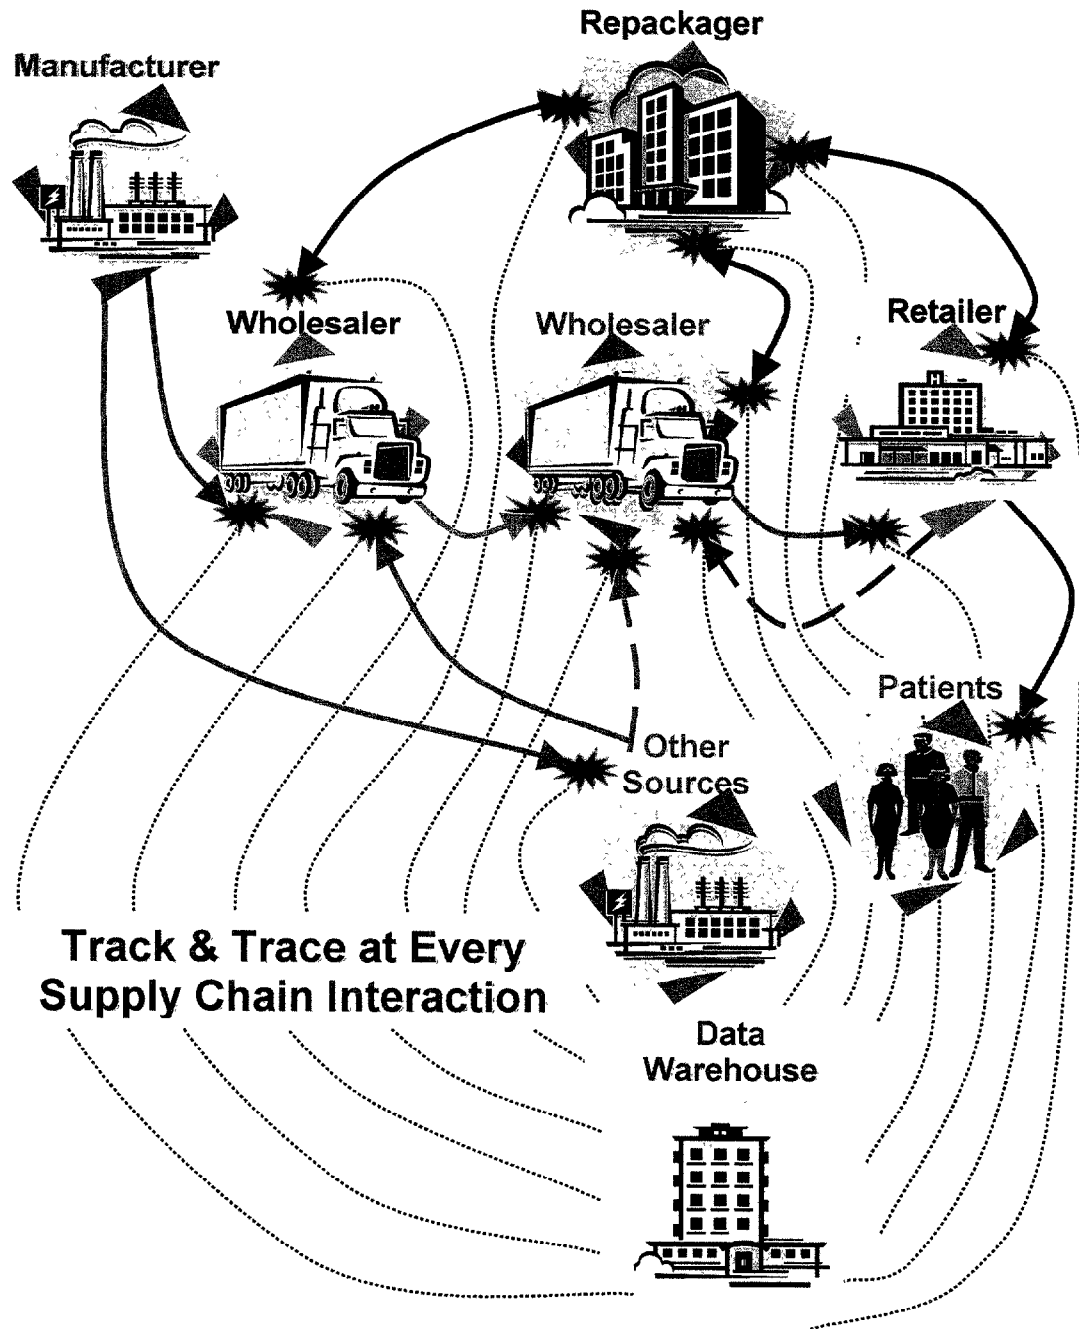 Repackager
Manufacturer
Wholesaler
Wholesaler
Retailer
H
Patients
Other
Sources
Track & Trace at Every
Supply Chain Interaction
Data
Warehouse